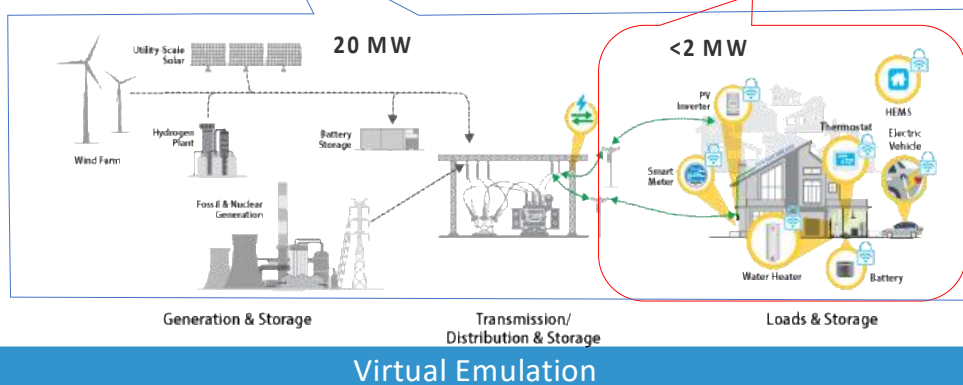 20 MW
<2 MW
Utility-Scale
Solar
Wind Farm
Hydrogen
Plant
Battery
Storage
Fossil & Nuclear
Generation
PV
Inverter
Smart
Meter
Thermostat
HEMS
Electric
Vehicle
Water Heater
Battery
Generation & Storage
Transmission/
Distribution & Storage
Loads & Storage
Virtual Emulation